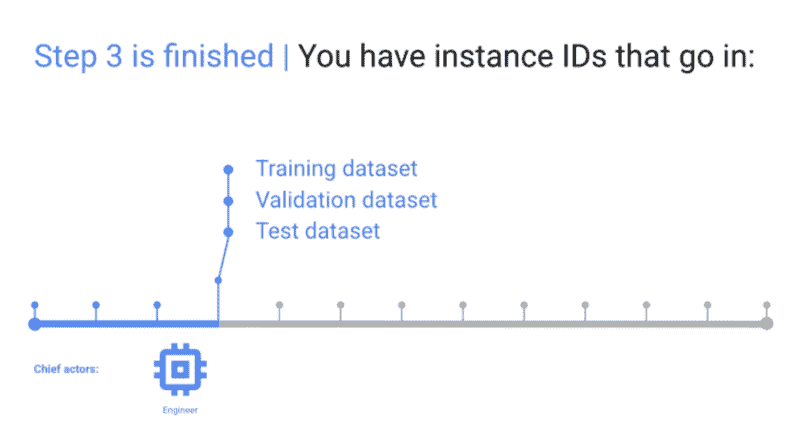 Step 3 is finished | You have instance IDs that go in:
Training dataset
Validation dataset
Test dataset
Chief actors:
Engineer